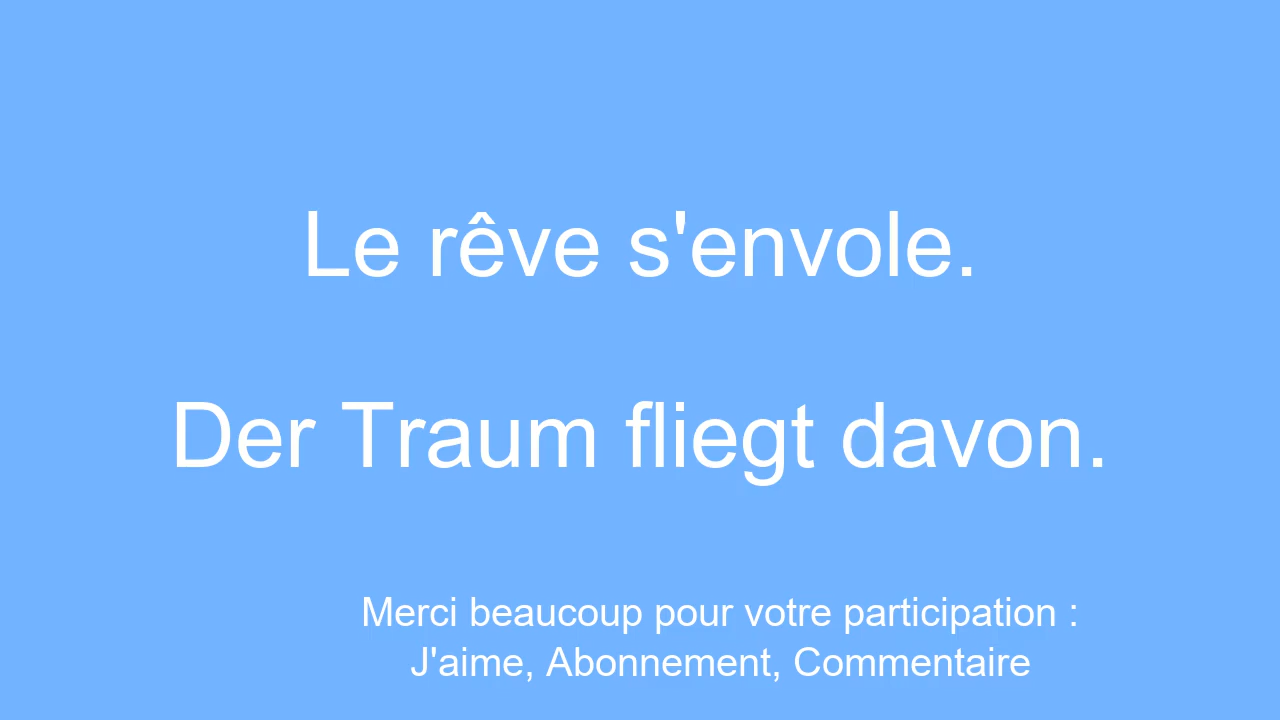 Le rêve s'envole.
Der Traum fliegt davon.
Merci beaucoup pour votre participation :
J'aime, Abonnement, Commentaire